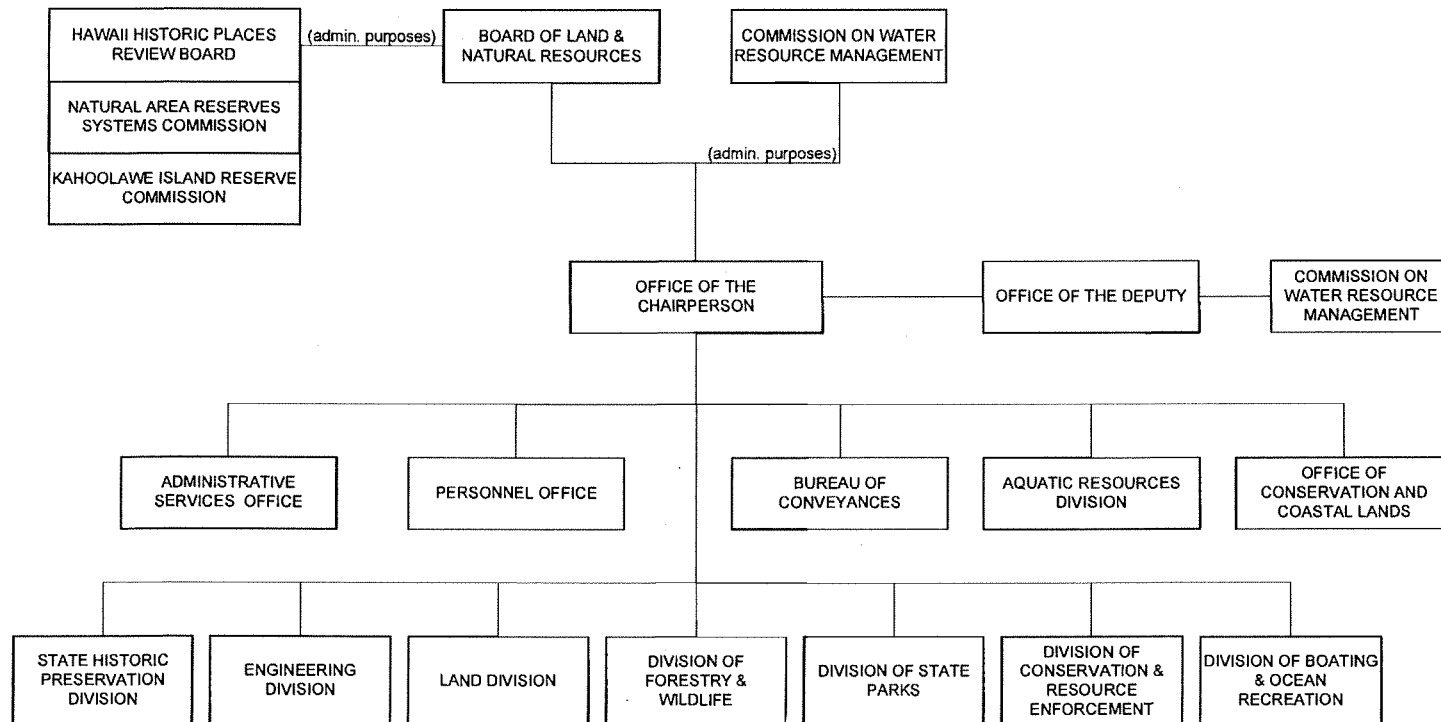 HAWAII HISTORIC PLACES
REVIEW BOARD
(admin. purposes)
BOARD OF LAND &
NATURAL RESOURCES
COMMISSION ON WATER
RESOURCE MANAGEMENT
NATURAL AREA RESERVES
SYSTEMS COMMISSION
KAHOOLAWE ISLAND RESERVE
COMMISSION
(admin. purposes)
OFFICE OF THE
CHAIRPERSON
OFFICE OF THE DEPUTY
COMMISSION ON
WATER RESOURCE
MANAGEMENT
ADMINISTRATIVE
SERVICES OFFICE
PERSONNEL OFFICE
BUREAU OF
CONVEYANCES
AQUATIC RESOURCES
DIVISION
OFFICE OF
CONSERVATION AND
COASTAL LANDS
STATE HISTORIC
PRESERVATION
DIVISION
ENGINEERING
DIVISION
LAND DIVISION
DIVISION OF
FORESTRY &
WILDLIFE
DIVISION OF STATE
PARKS
DIVISION OF
CONSERVATION &
RESOURCE
ENFORCEMENT
DIVISION OF BOATING
& OCEAN
RECREATION